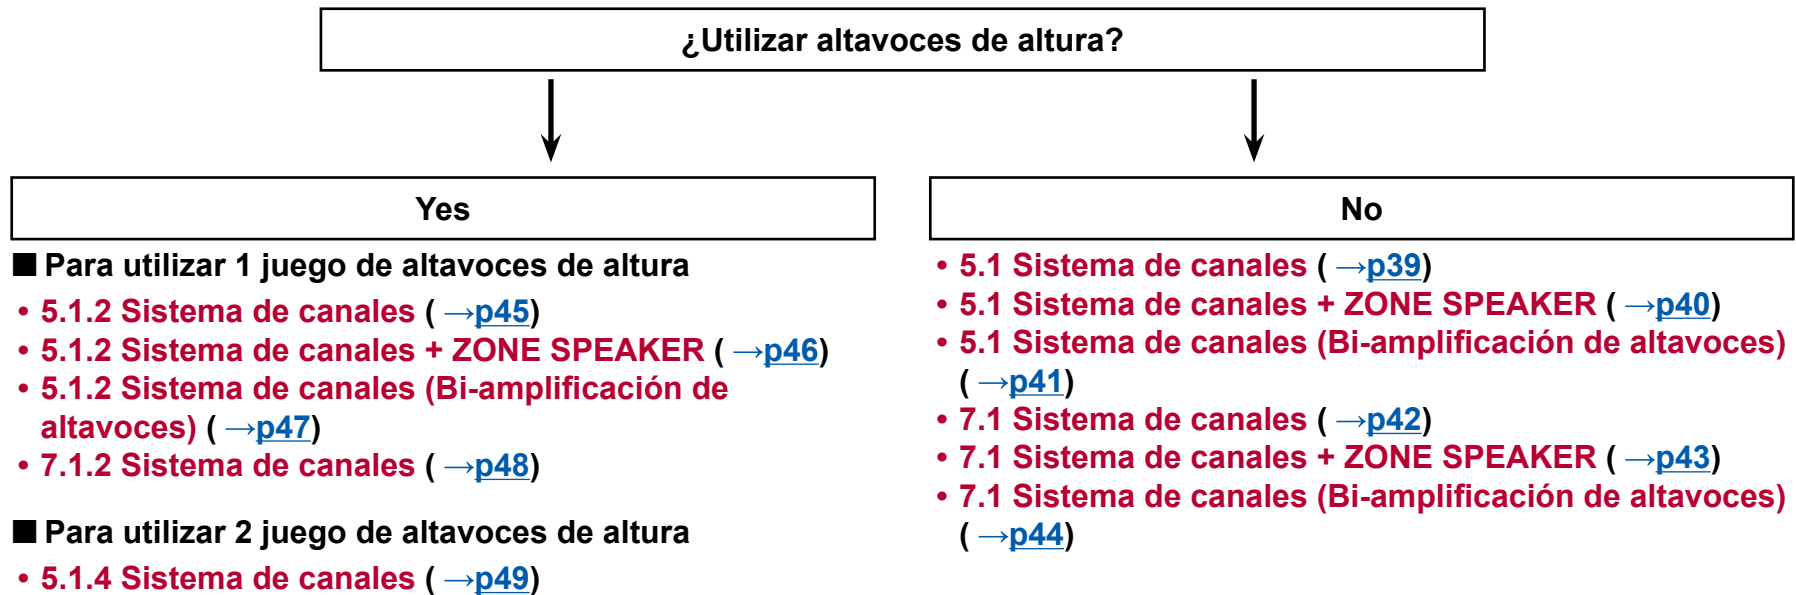 ¿Utilizar altavoces de altura?
Yes
■ Para utilizar 1 juego de altavoces de altura
• 5.1.2 Sistema de canales ( →p45)
• 5.1.2 Sistema de canales + ZONE SPEAKER ( →p46)
• 5.1.2 Sistema de canales (Bi-amplificación de
altavoces) ( →p47)
• 7.1.2 Sistema de canales ( →p48)
■ Para utilizar 2 juego de altavoces de altura
• 5.1.4 Sistema de canales ( →p49)
No
• 5.1 Sistema de canales ( →p39)
• 5.1 Sistema de canales + ZONE SPEAKER ( →p40)
• 5.1 Sistema de canales (Bi-amplificación de altavoces)
( →p41)
• 7.1 Sistema de canales ( →p42)
• 7.1 Sistema de canales + ZONE SPEAKER ( →p43)
• 7.1 Sistema de canales (Bi-amplificación de altavoces)
( →p44)